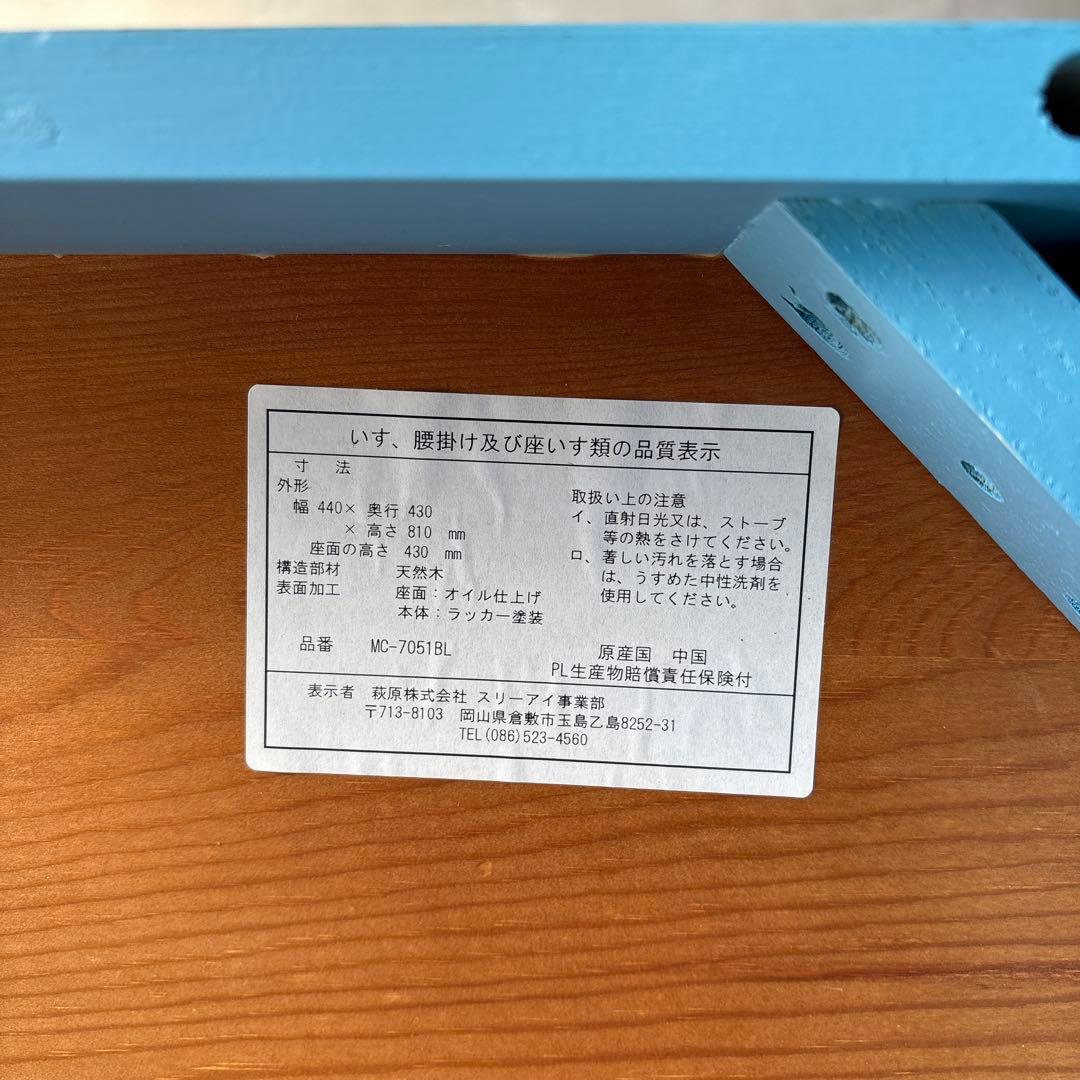 いす、腰掛け及び座いす類の品質表示
寸 法
外形
幅 440× 奥行 430
× 高さ 810 mm
座面の高さ 430 mm
構造部材 天然木
表面加工 座面：オイル仕上げ
本体：ラッカー塗装
取扱い上の注意
イ、直射日光又は、ストーブ
等の熱をさけてください。
ロ、著しい汚れを落とす場合
は、うすめた中性洗剤を
使用してください。
品番 MC-7051BL
原産国 中国
PL生産物賠償責任保険付
表示者 萩原株式会社 スリーアイ事業部
〒713-8103 岡山県倉敷市玉島乙島8252-31
TEL(086)523-4560